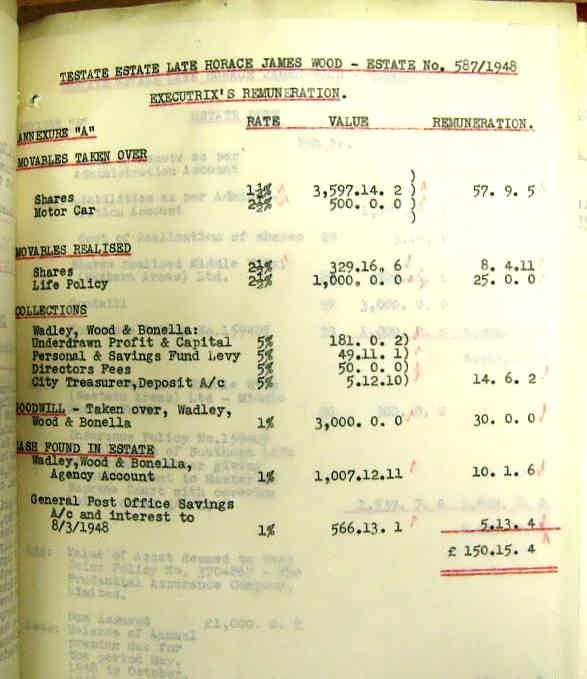 TESTATE ESTATE LATE HORACE JAMES WOOD - ESTATE No. 587/1948
EXECUTRIX'S REMUNERATION.
ANNEXURE "A" RATE VALUE REMUNERATION.
MOVABLES TAKEN OVER
)
Shares 1¼% 3,597.14. 2 ) 57. 9. 5
Motor Car 2½% 500. 0. 0 )
)
MOVABLES REALISED
Shares 2½% 329.16. 6 8. 4.11
Life Policy 2½% 1,000. 0. 0 25. 0. 0
COLLECTIONS
Wadley, Wood & Bonella:
Underdrawn Profit & Capital 5% 181. 0. 2)
Personal & Savings Fund Levy 5% 49.11. 1)
Directors Fees 5% 50. 0. 0)
City Treasurer,Deposit A/c 5% 5.12.10) 14. 6. 2
GOODWILL - Taken over, Wadley,
Wood & Bonella 1% 3,000. 0. 0 30. 0. 0
CASH FOUND IN ESTATE
Wadley,Wood & Bonella,
Agency Account 1% 1,007.12.11 10. 1. 6
General Post Office Savings
A/c and interest to
8/3/1948 1% 566.13. 1 5.13. 4
£ 150.15. 4